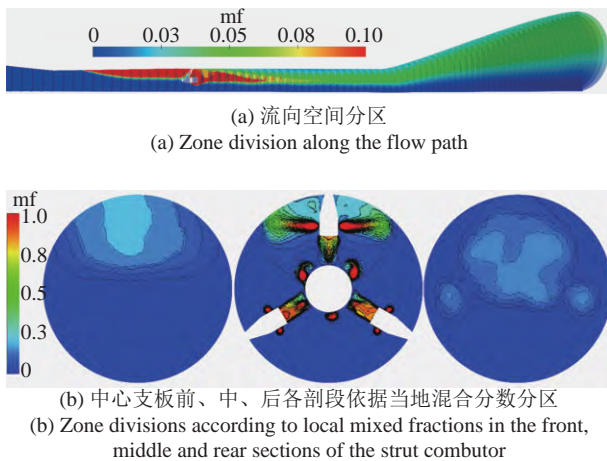 mf
0 0.03 0.05 0.08 0.10
(a) 流向空间分区
(a) Zone division along the flow path
mf
1.0
0.8
0.5
0.3
0
(b) 中心支板前、中、后各剖段依据当地混合分数分区
(b) Zone divisions according to local mixed fractions in the front,
middle and rear sections of the strut combutor